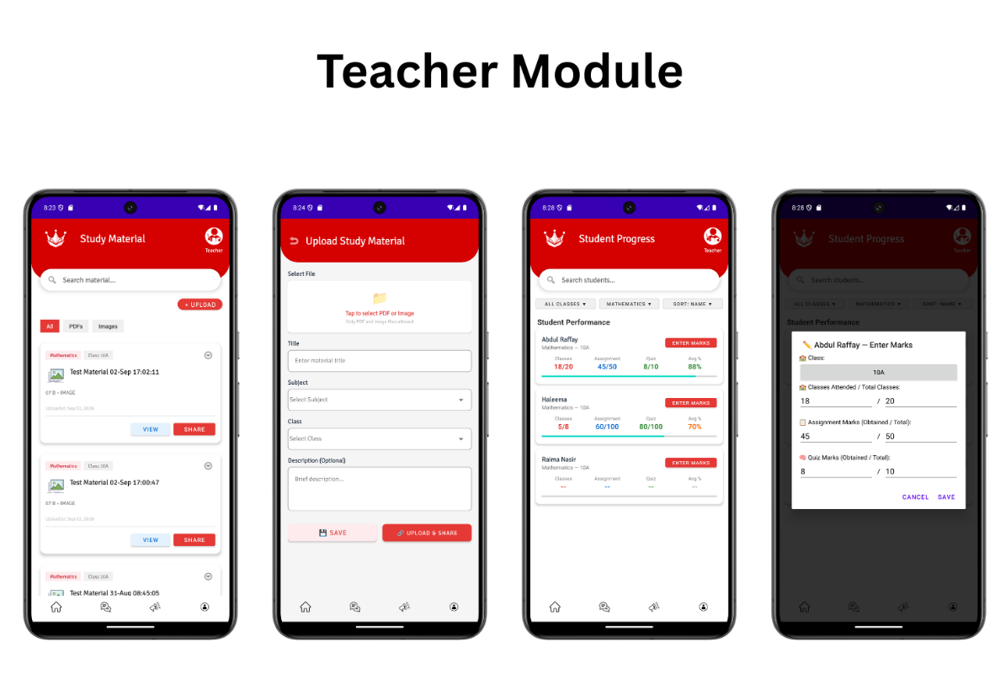 Teacher Module
8:23
Study Material
Teacher
Search material...
+ UPLOAD
All PDFs Images
Mathematics Class 10A
Test Material 02-Sep 17:02:11
07 B • IMAGE
Uploaded: Sep 02, 2026
VIEW SHARE
Mathematics Class 10A
Test Material 02-Sep 17:00:47
07 B • IMAGE
Uploaded: Sep 02, 2026
VIEW SHARE
Mathematics Class 10A
Test Material 31-Aug 08:45:05
8:24
Upload Study Material
Select File
Tap to select PDF or Image
Only PDF and image files allowed
Title
Enter material title
Subject
Select Subject
Class
Select Class
Description (Optional)
Brief description...
SAVE UPLOAD & SHARE
8:28
Student Progress
Teacher
Search students...
ALL CLASSES ▾ MATHEMATICS ▾ SORT: NAME ▾
Student Performance
Abdul Raffay
Mathematics — 10A
ENTER MARKS
Classes Assignment Quiz Avg %
18/20 45/50 8/10 88%
Haleema
Mathematics — 10A
ENTER MARKS
Classes Assignment Quiz Avg %
5/8 60/100 80/100 70%
Raima Nasir
Mathematics — 10A
ENTER MARKS
Classes Assignment Quiz Avg %
-- -- -- --
8:28
Student Progress
Teacher
Search students...
ALL CLASSES ▾ MATHEMATICS ▾ SORT: NAME ▾
Student Performance
Abdul Raffay — Enter Marks
Class:
10A
Classes Attended / Total Classes:
18 / 20
Assignment Marks (Obtained / Total):
45 / 50
Quiz Marks (Obtained / Total):
8 / 10
CANCEL SAVE